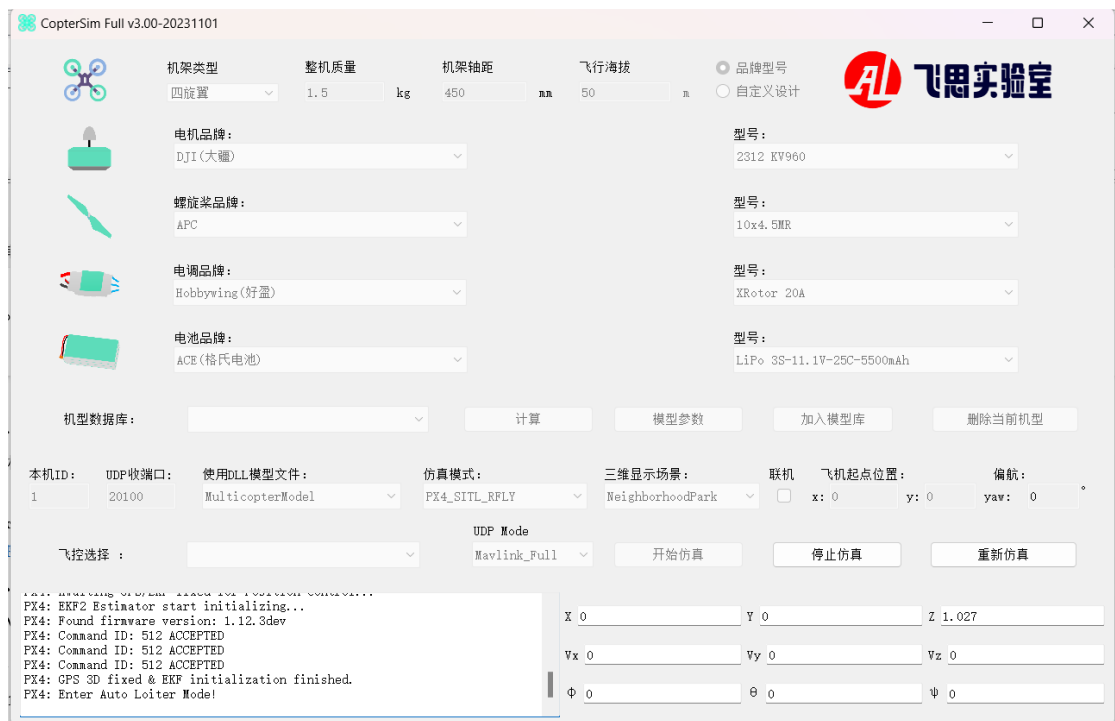 CopterSim Full v3.00-20231101
机架类型 整机质量 机架轴距 飞行海拔 品牌型号
四旋翼 1.5 kg 450 mm 50 m 自定义设计
飞思实验室
电机品牌： 型号：
DJI(大疆) 2312 KV960
螺旋桨品牌： 型号：
APC 10x4.5MR
电调品牌： 型号：
Hobbywing(好盈) XRotor 20A
电池品牌： 型号：
ACE(格氏电池) LiPo 3S-11.1V-25C-5500mAh
机型数据库： 计算 模型参数 加入模型库 删除当前机型
本机ID： UDP收端口： 使用DLL模型文件： 仿真模式： 三维显示场景： 联机 飞机起点位置： 偏航：
1 20100 MulticopterModel PX4_SITL_RFLY NeighborhoodPark x: 0 y: 0 yaw: 0 °
UDP Mode
飞控选择 ： Mavlink_Full 开始仿真 停止仿真 重新仿真
PX4: Awaiting GPS/EKF fixed for Position control...
PX4: EKF2 Estimator start initializing...
PX4: Found firmware version: 1.12.3dev
PX4: Command ID: 512 ACCEPTED
PX4: Command ID: 512 ACCEPTED
PX4: Command ID: 512 ACCEPTED
PX4: GPS 3D fixed & EKF initialization finished.
PX4: Enter Auto Loiter Mode!
X 0 Y 0 Z 1.027
Vx 0 Vy 0 Vz 0
Φ 0 θ 0 ψ 0